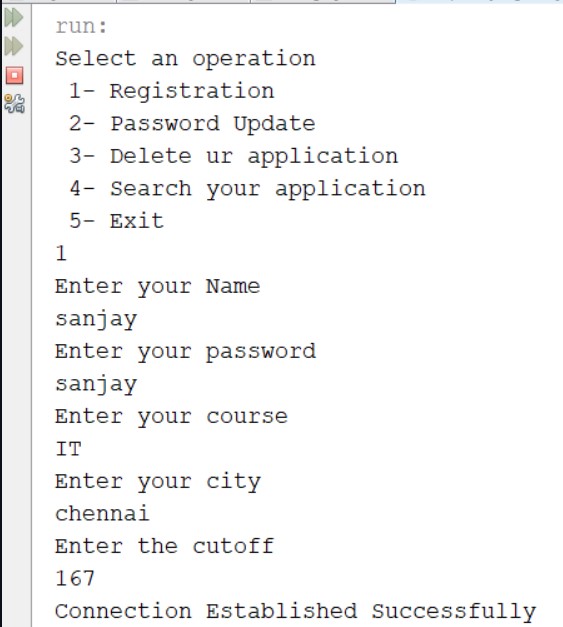 run:
Select an operation
1- Registration
2- Password Update
3- Delete ur application
4- Search your application
5- Exit
1
Enter your Name
sanjay
Enter your password
sanjay
Enter your course
IT
Enter your city
chennai
Enter the cutoff
167
Connection Established Successfully